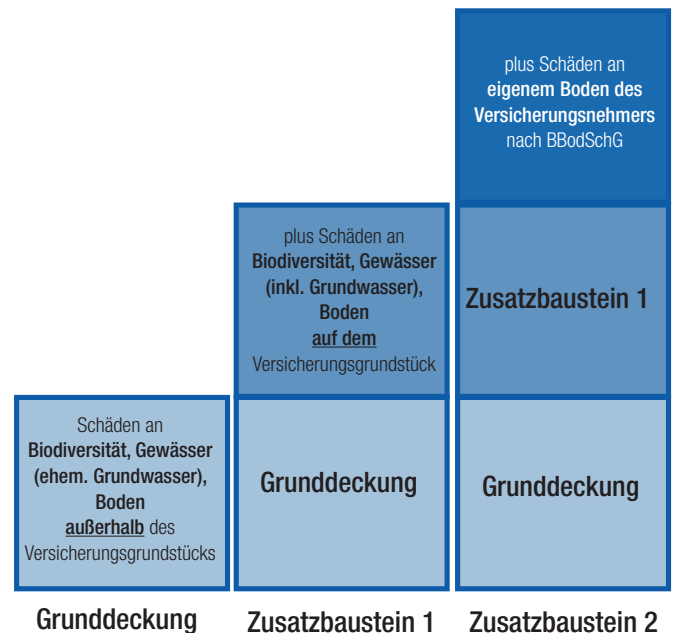 plus Schäden an
eigenem Boden des
Versicherungsnehmers
nach BBodSchG
plus Schäden an
Biodiversität, Gewässer
(inkl. Grundwasser),
Boden
auf dem
Versicherungsgrundstück
Zusatzbaustein 1
Schäden an
Biodiversität, Gewässer
(ehem. Grundwasser),
Boden
außerhalb des
Versicherungsgrundstücks
Grunddeckung
Grunddeckung
Grunddeckung
Zusatzbaustein 1
Zusatzbaustein 2